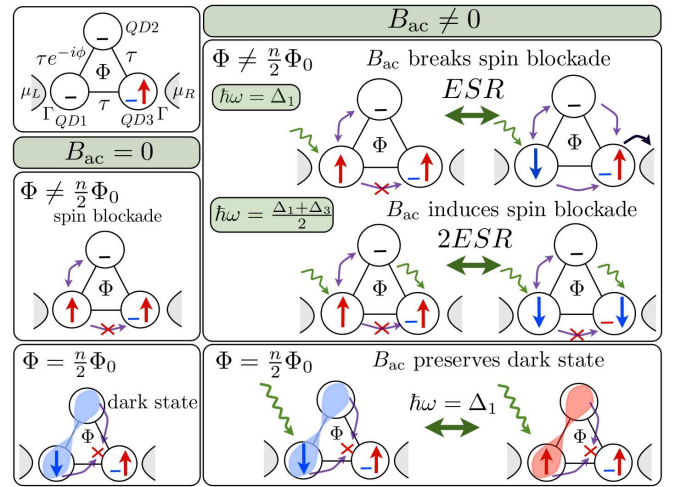 QD2
τe^{-iϕ} Φ τ
μ_L μ_R
Γ QD1 τ QD3 Γ
B_ac = 0
Φ ≠ n/2 Φ₀
spin blockade
Φ
Φ = n/2 Φ₀
dark state
Φ
B_ac ≠ 0
Φ ≠ n/2 Φ₀ B_ac breaks spin blockade
ħω = Δ₁ ESR
Φ Φ
B_ac induces spin blockade
ħω = (Δ₁+Δ₃)/2 2ESR
Φ Φ
Φ = n/2 Φ₀ B_ac preserves dark state
ħω = Δ₁
Φ Φ